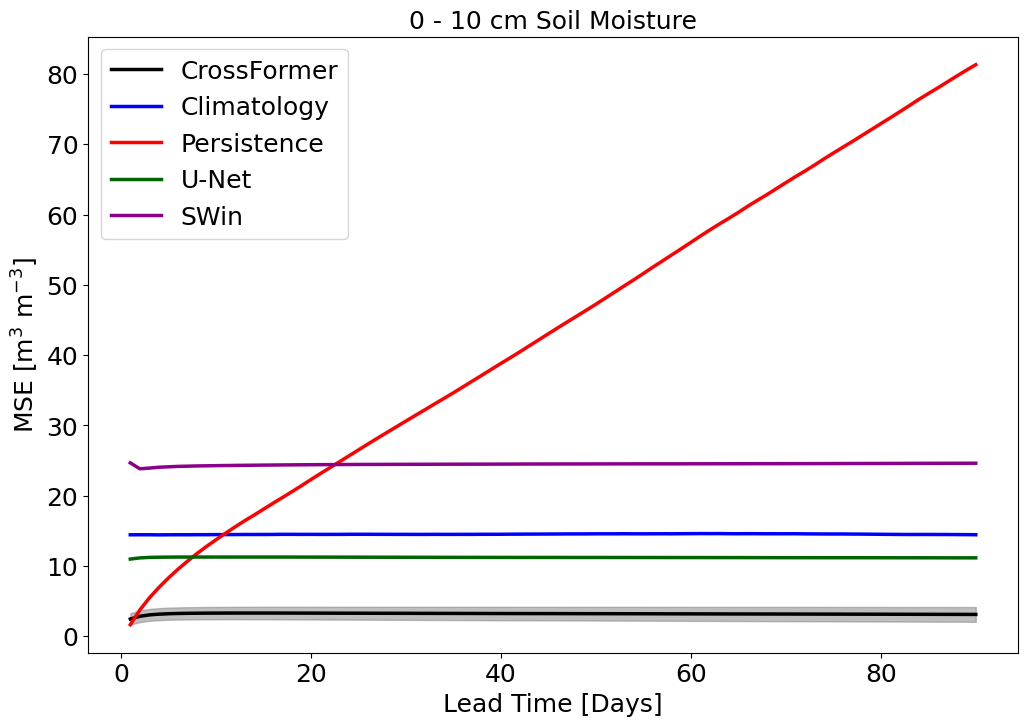 0 - 10 cm Soil Moisture
CrossFormer
Climatology
Persistence
U-Net
SWin
MSE [m³ m⁻³]
80
70
60
50
40
30
20
10
0
0 20 40 60 80
Lead Time [Days]